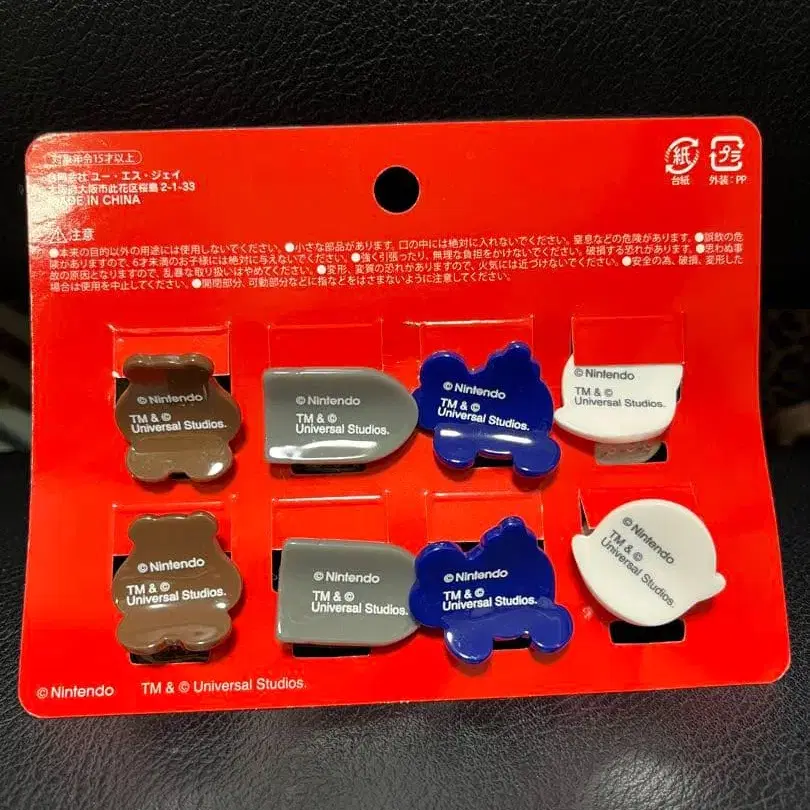 対象年令15才以上
合同会社 ユー・エス・ジェイ
大阪府大阪市此花区桜島 2-1-33
MADE IN CHINA
紙
台紙
プラ
外装：PP
⚠注意
●本来の目的以外の用途には使用しないでください。●小さな部品があります。口の中には絶対に入れないでください。窒息などの危険があります。●誤飲の危
険がありますので、6才未満のお子様には絶対に与えないでください。●強く引張ったり、無理な負担をかけないでください。破損する恐れがあります。●思わぬ事
故の原因となりますので、乱暴な取り扱いはやめてください。●変形、変質の恐れがありますので、火気には近づけないでください。●安全の為、破損、変形した
場合は使用を中止してください。●開閉部分、可動部分などに指などをはさまないように注意してください。
© Nintendo
TM & ©
Universal Studios.
© Nintendo
TM & ©
Universal Studios.
© Nintendo
TM & ©
Universal Studios.
© Nintendo
TM & ©
Universal Studios.
© Nintendo
TM & ©
Universal Studios.
© Nintendo
TM & ©
Universal Studios.
© Nintendo
TM & ©
Universal Studios.
© Nintendo
TM & ©
Universal Studios.
© Nintendo TM & © Universal Studios.